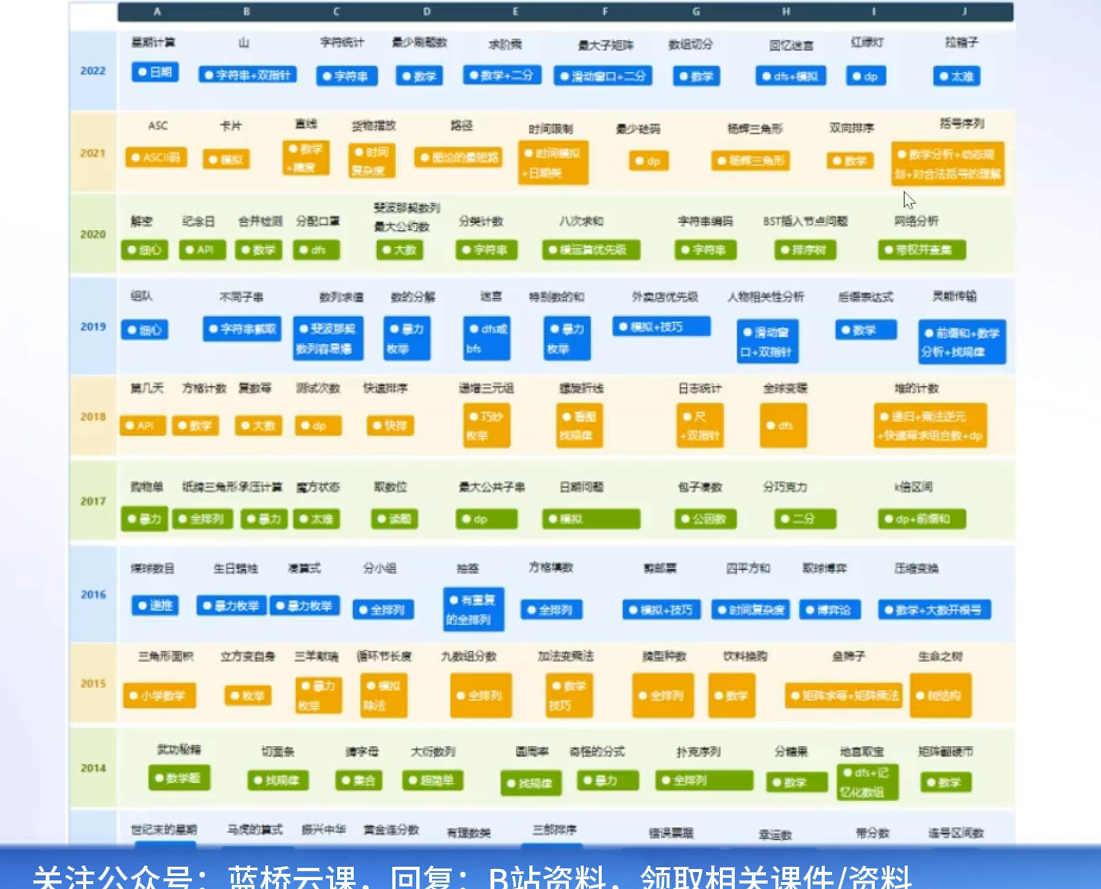 A B C D E F G H I J
星期计算 山 字符统计 最少刷题数 求阶乘 最大子矩阵 数组切分 回忆迷宫 红绿灯 拉箱子
2022
日期 字符串+双指针 字符串 数学 数学+二分 滑动窗口+二分 数学 dfs+模拟 dp 太难
ASC 卡片 直线 货物摆放 路径 时间限制 最少砝码 杨辉三角形 双向排序 括号序列
2021
ASCII码 模拟 数学+精度 时间复杂度 图论的最短路 时间模拟+日期类 dp 杨辉三角形 数学 数学分析+动态规划+对合法括号的理解
解密 纪念日 合并检测 分配口罩 斐波那契数列最大公约数 分类计数 八次求和 字符串编码 BST插入节点问题 网络分析
2020
细心 API 数学 dfs 大数 字符串 模运算优先级 字符串 排序树 带权并查集
组队 不同子串 数列求值 数的分解 迷宫 特别数的和 外卖店优先级 人物相关性分析 后缀表达式 灵能传输
2019
细心 字符串截取 斐波那契数列容易爆 暴力枚举 dfs或bfs 暴力枚举 模拟+技巧 滑动窗口+双指针 数学 前缀和+数学分析+找规律
第几天 方格计数 复数幂 测试次数 快速排序 递增三元组 螺旋折线 日志统计 全球变暖 堆的计数
2018
API 数学 大数 dp 快排 巧妙枚举 看图找规律 尺+双指针 dfs 递归+乘法逆元+快速幂求组合数+dp
购物单 纸牌三角形 承压计算 魔方状态 取数位 最大公共子串 日期问题 包子凑数 分巧克力 k倍区间
2017
暴力 全排列 暴力 太难 读题 dp 模拟 公因数 二分 dp+前缀和
煤球数目 生日蜡烛 凑算式 分小组 抽签 方格填数 剪邮票 四平方和 取球博弈 压缩变换
2016
递推 暴力枚举 暴力枚举 全排列 有重复的全排列 全排列 模拟+技巧 时间复杂度 博弈论 数学+大数开根号
三角形面积 立方变自身 三羊献瑞 循环节长度 九数组分数 加法变乘法 牌型种数 饮料换购 垒骰子 生命之树
2015
小学数学 枚举 暴力枚举 模拟除法 全排列 数学技巧 全排列 数学 矩阵求幂+矩阵乘法 树结构
武功秘籍 切面条 猜字母 大衍数列 圆周率 奇怪的分式 扑克序列 分糖果 地宫取宝 矩阵翻硬币
2014
数学题 找规律 集合 超简单 找规律 暴力 全排列 数学 dfs+记忆化数组 数学
世纪末的星期 马虎的算式 振兴中华 黄金连分数 有理数类 三部排序 错误票据 幸运数 带分数 连号区间数
关注公众号：蓝桥云课，回复：B站资料，领取相关课件/资料